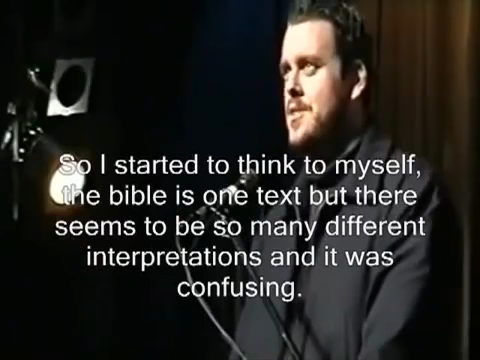 So I started to think to myself,
the bible is one text but there
seems to be so many different
interpretations and it was
confusing.